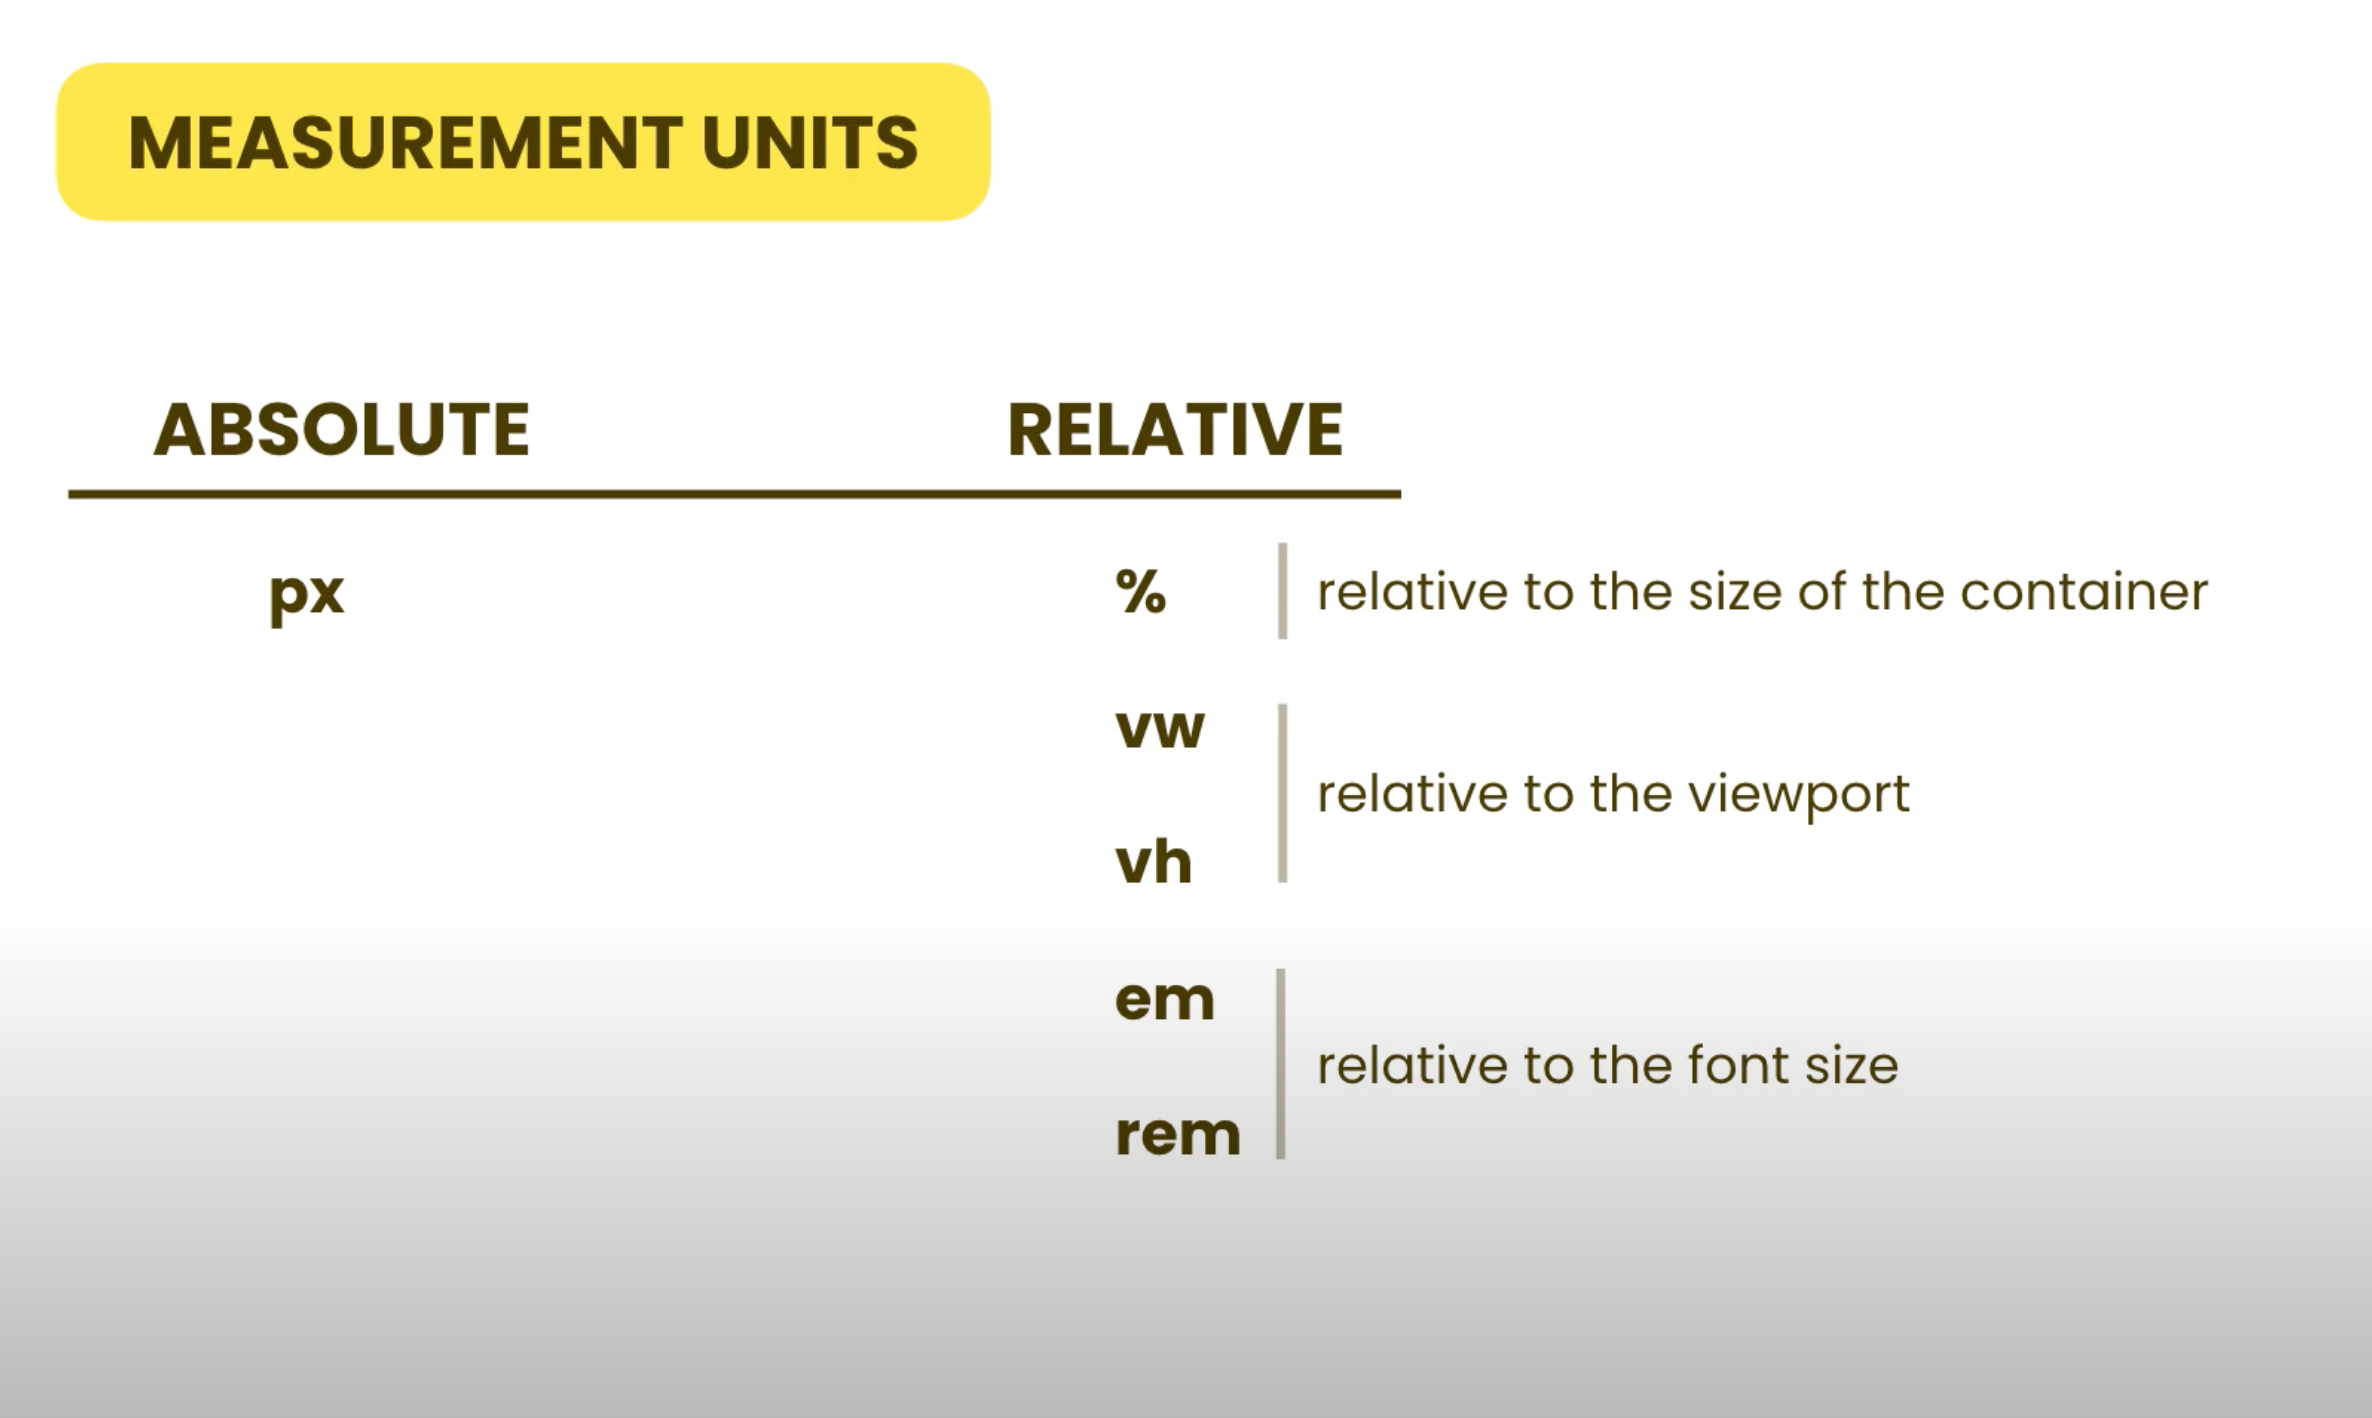 MEASUREMENT UNITS
ABSOLUTE
RELATIVE
px
%
relative to the size of the container
vw
relative to the viewport
vh
em
relative to the font size
rem